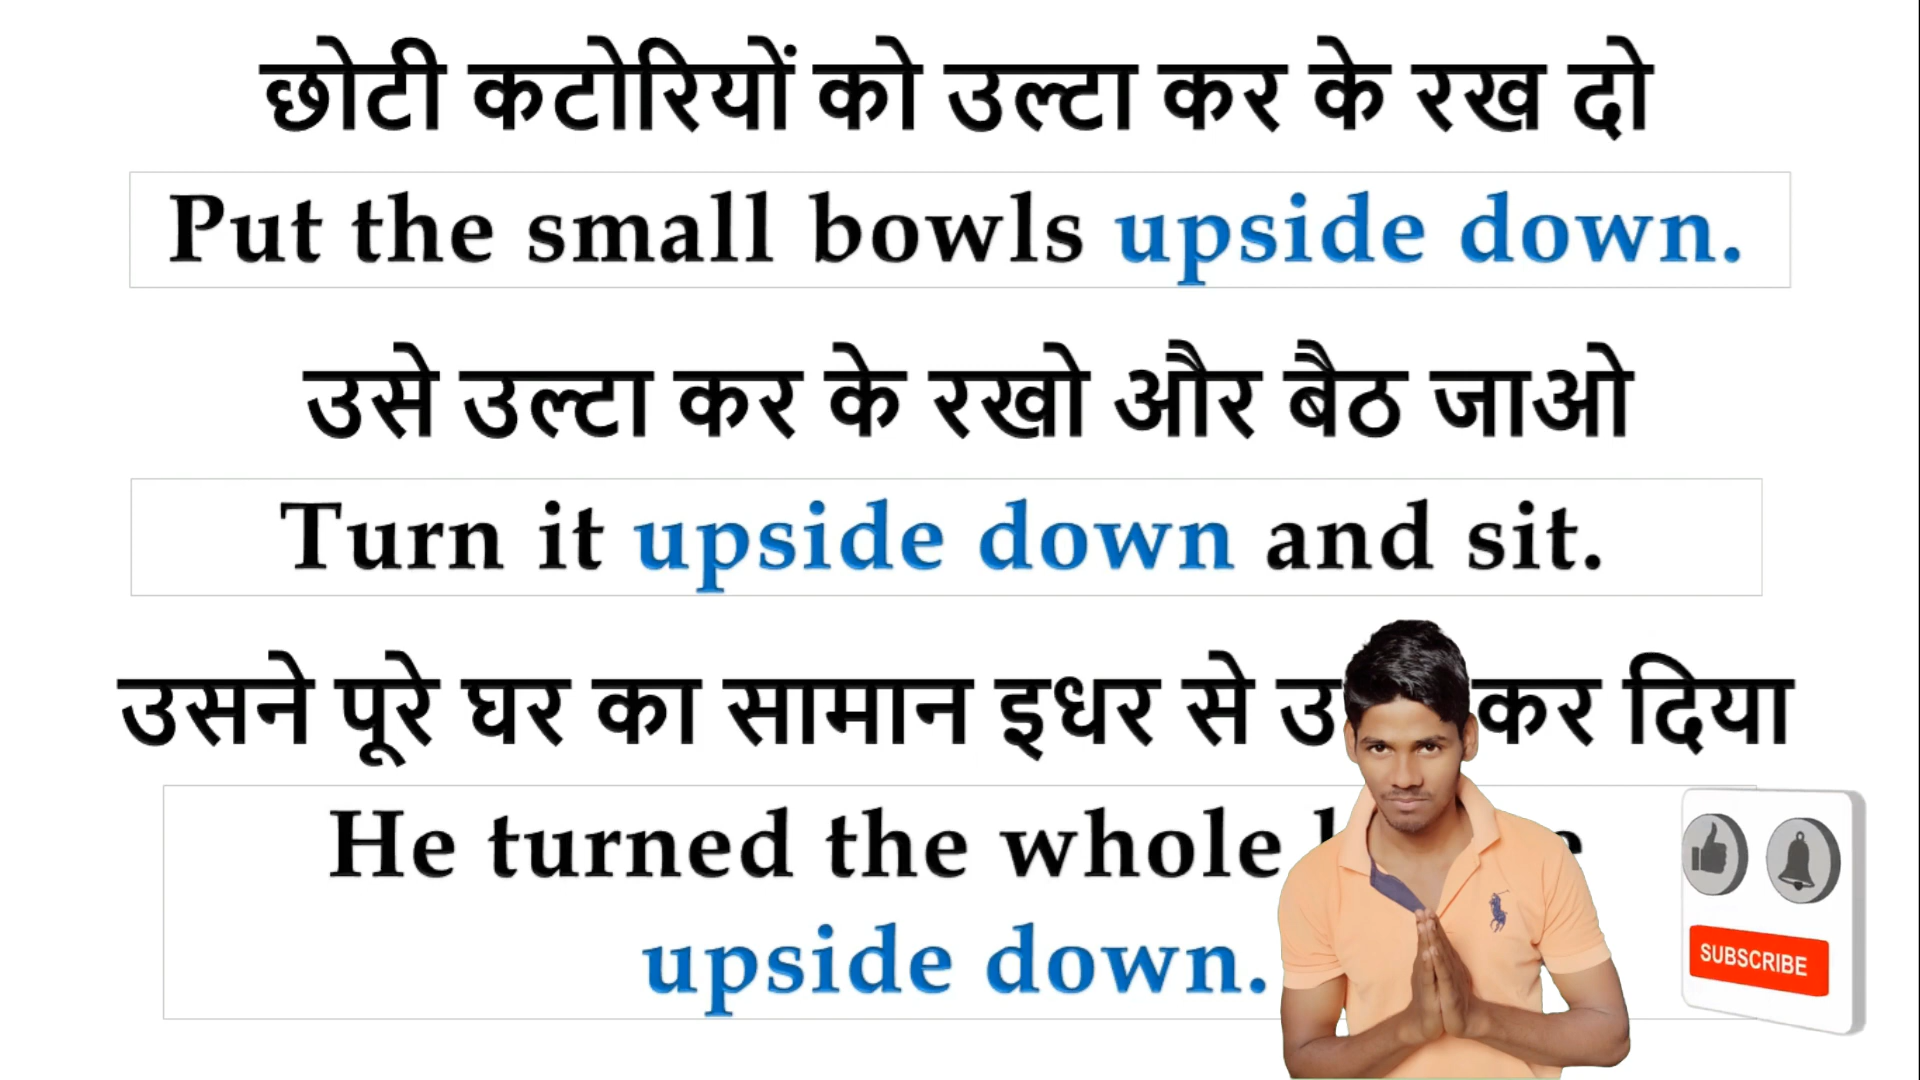 छोटी कटोरियों को उल्टा कर के रख दो
Put the small bowls upside down.
उसे उल्टा कर के रखो और बैठ जाओ
Turn it upside down and sit.
उसने पूरे घर का सामान इधर से कर दिया
He turned the whole
upside down.
SUBSCRIBE